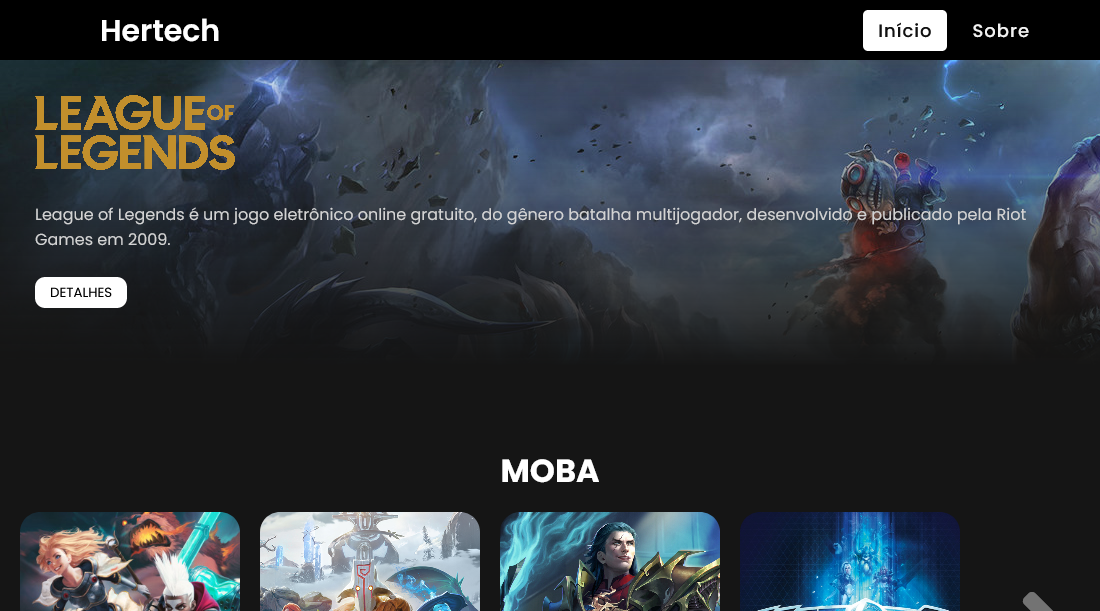 Hertech
Início
Sobre
LEAGUE OF
LEGENDS
League of Legends é um jogo eletrônico online gratuito, do gênero batalha multijogador, desenvolvido e publicado pela Riot
Games em 2009.
DETALHES
MOBA